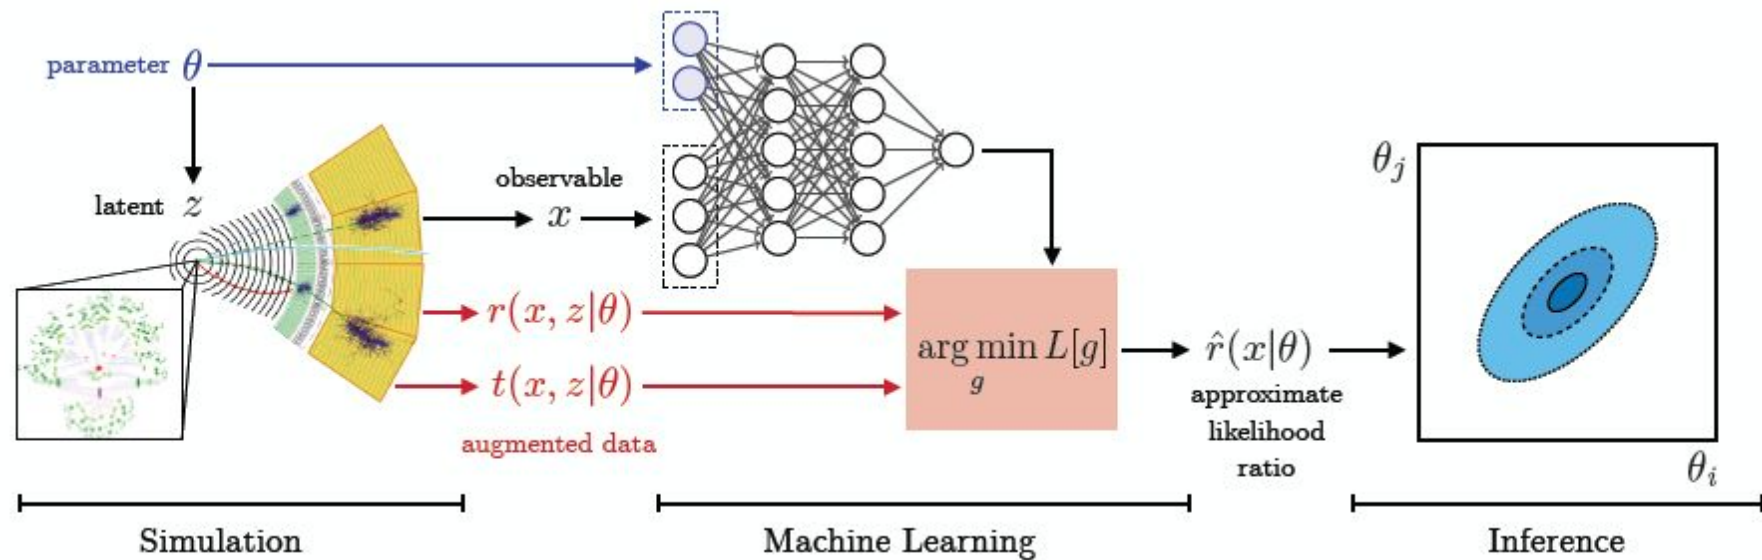 parameter θ
latent z
observable
x
r(x, z|θ)
t(x, z|θ)
augmented data
arg min L[g]
g
r̂(x|θ)
approximate
likelihood
ratio
θj
θi
Simulation
Machine Learning
Inference